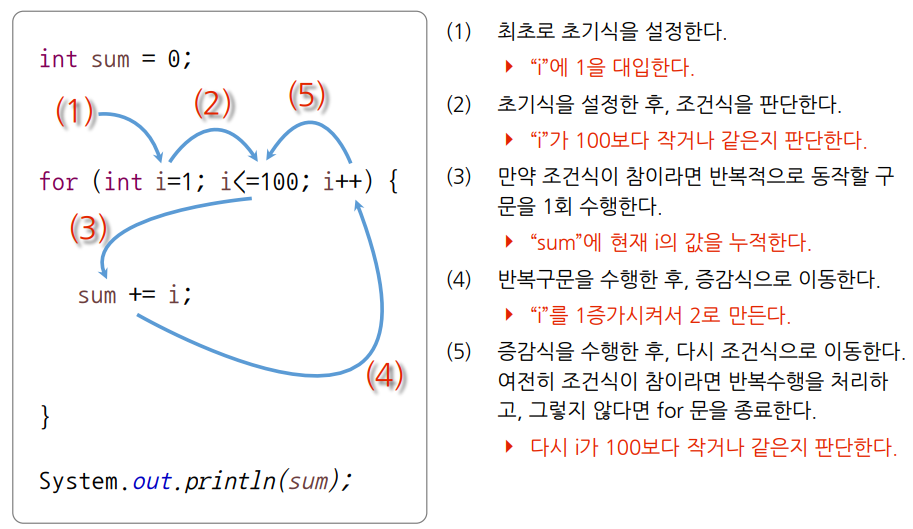 int sum = 0;
(1) (2) (5)
for (int i=1; i<=100; i++) {
(3)
sum += i;
(4)
}
System.out.println(sum);
(1) 최초로 초기식을 설정한다.
“i”에 1을 대입한다.
(2) 초기식을 설정한 후, 조건식을 판단한다.
“i”가 100보다 작거나 같은지 판단한다.
(3) 만약 조건식이 참이라면 반복적으로 동작할 구
문을 1회 수행한다.
“sum”에 현재 i의 값을 누적한다.
(4) 반복구문을 수행한 후, 증감식으로 이동한다.
“i”를 1증가시켜서 2로 만든다.
(5) 증감식을 수행한 후, 다시 조건식으로 이동한다.
여전히 조건식이 참이라면 반복수행을 처리하
고, 그렇지 않다면 for 문을 종료한다.
다시 i가 100보다 작거나 같은지 판단한다.